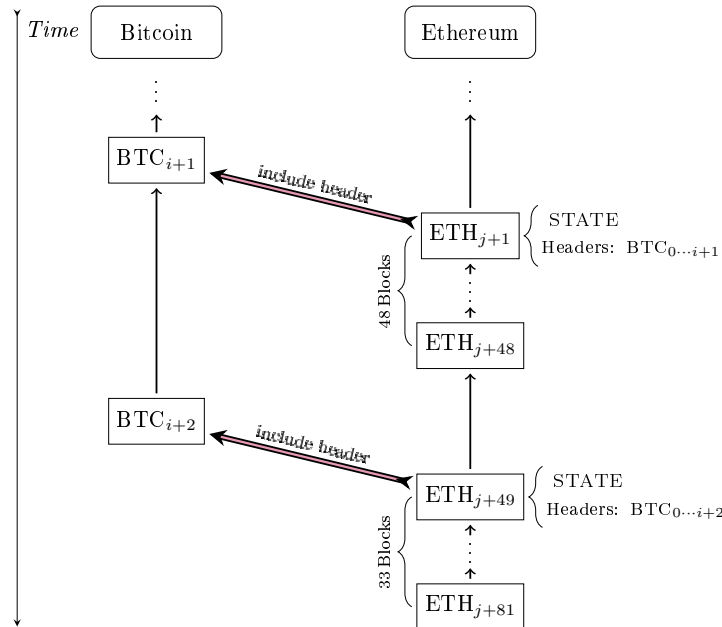 Time
Bitcoin
Ethereum
BTC_{i+1}
include header
ETH_{j+1}
STATE
Headers: BTC_{0···i+1}
48 Blocks
ETH_{j+48}
BTC_{i+2}
include header
ETH_{j+49}
STATE
Headers: BTC_{0···i+2}
33 Blocks
ETH_{j+81}